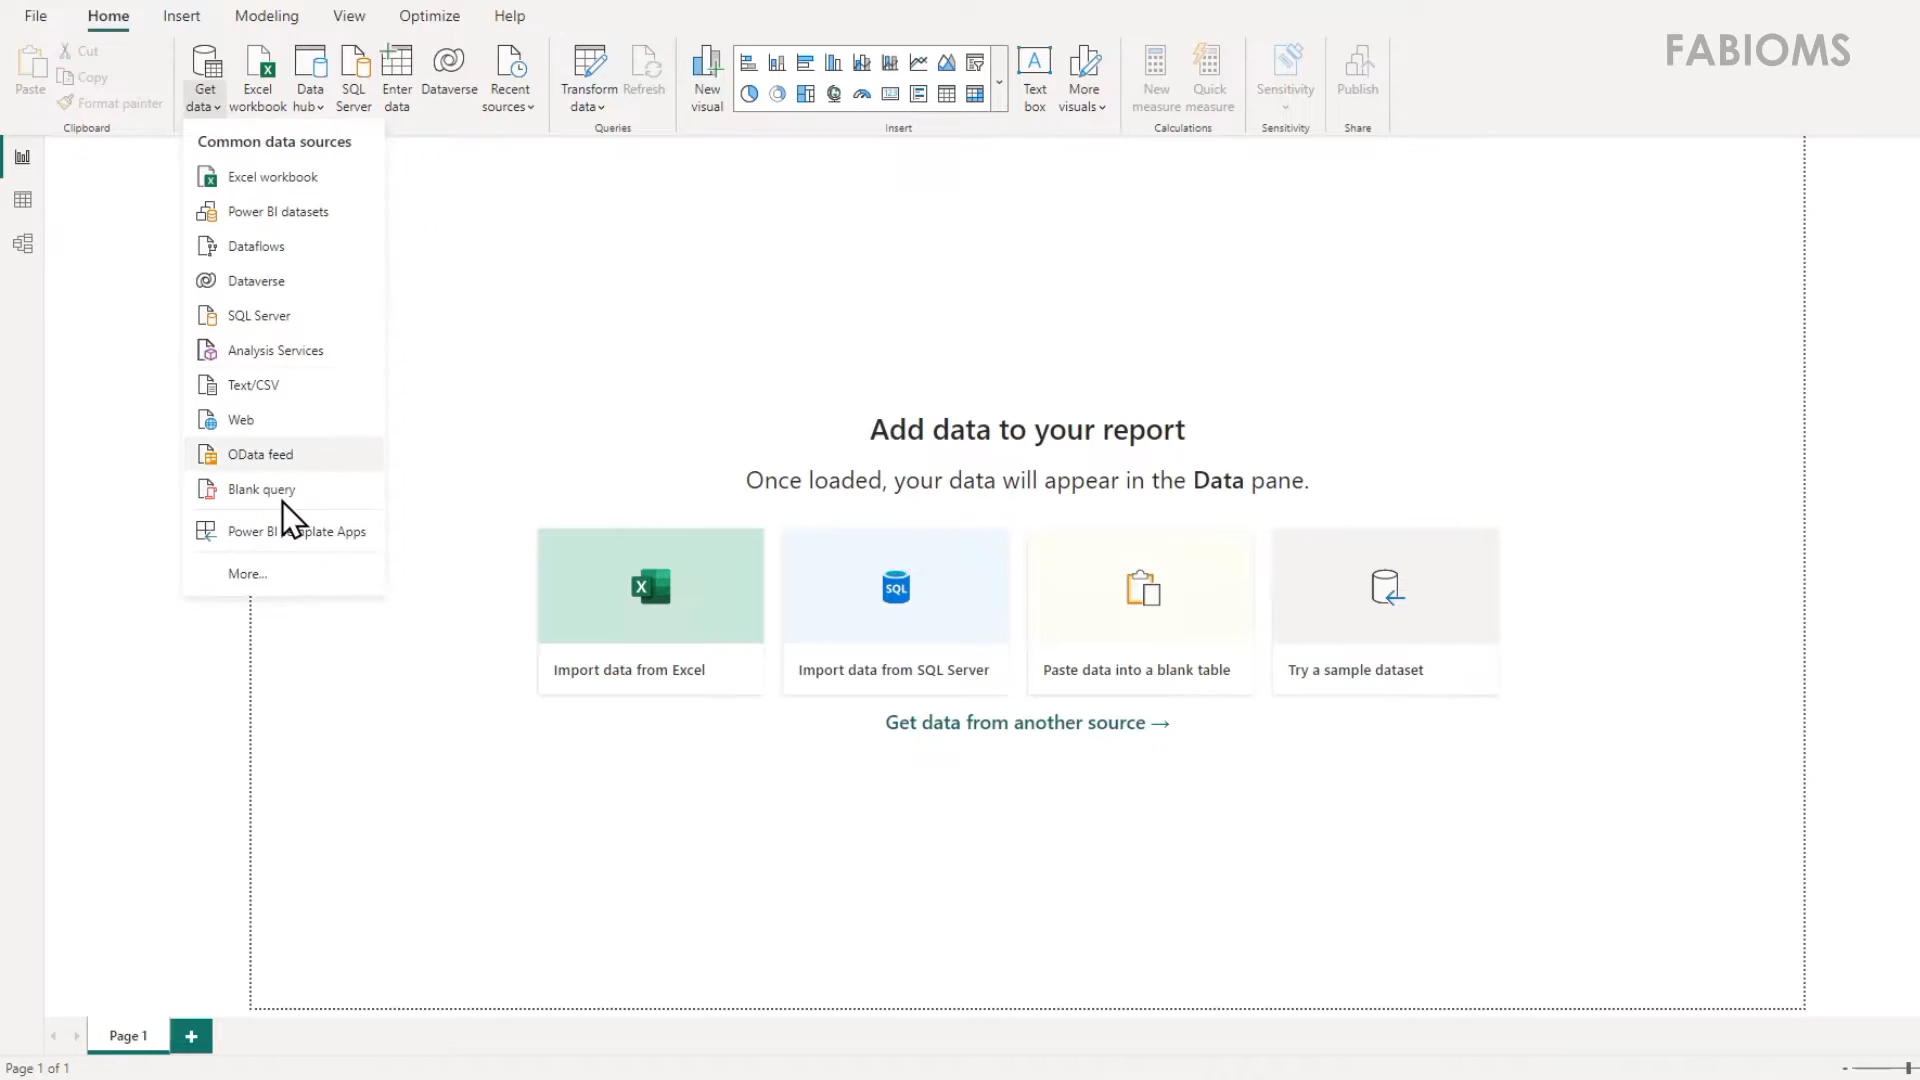 File Home Insert Modeling View Optimize Help
FABIOMS
Paste Cut
Copy
Format painter
Clipboard
Get data
Excel workbook
Data hub
SQL Server
Enter data
Dataverse
Recent sources
Transform data
Refresh
Queries
New visual
Text box
More visuals
Insert
New measure
Quick measure
Calculations
Sensitivity
Sensitivity
Publish
Share
Common data sources
Excel workbook
Power BI datasets
Dataflows
Dataverse
SQL Server
Analysis Services
Text/CSV
Web
OData feed
Blank query
Power BI
plate Apps
More...
Add data to your report
Once loaded, your data will appear in the Data pane.
SQL
Import data from Excel
Import data from SQL Server
Paste data into a blank table
Try a sample dataset
Get data from another source →
Page 1
Page 1 of 1